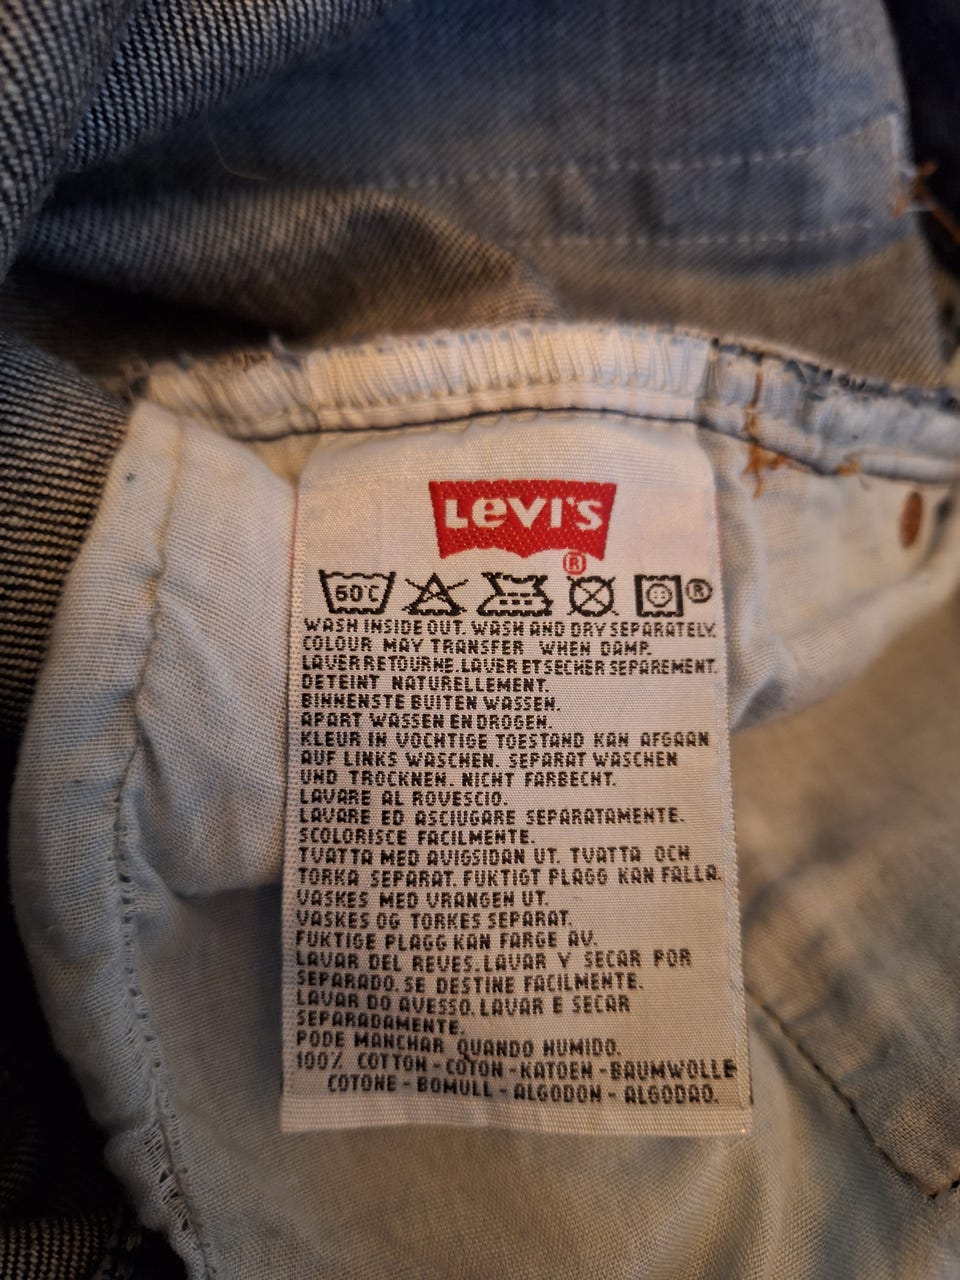 LEVI'S
®
60°C ®
WASH INSIDE OUT. WASH AND DRY SEPARATELY.
COLOUR MAY TRANSFER WHEN DAMP.
LAVER RETOURNE. LAVER ET SECHER SEPAREMENT.
DETEINT NATURELLEMENT.
BINNENSTE BUITEN WASSEN.
APART WASSEN EN DROGEN.
KLEUR IN VOCHTIGE TOESTAND KAN AFGAAN
AUF LINKS WASCHEN. SEPARAT WASCHEN
UND TROCKNEN. NICHT FARBECHT.
LAVARE AL ROVESCIO.
LAVARE ED ASCIUGARE SEPARATAMENTE.
SCOLORISCE FACILMENTE.
TVATTA MED AVIGSIDAN UT. TVATTA OCH
TORKA SEPARAT. FUKTIGT PLAGG KAN FALLA.
VASKES MED VRANGEN UT.
VASKES OG TORKES SEPARAT.
FUKTIGE PLAGG KAN FARGE AV.
LAVAR DEL REVES. LAVAR Y SECAR POR
SEPARADO. SE DESTINE FACILMENTE.
LAVAR DO AVESSO. LAVAR E SECAR
SEPARADAMENTE.
PODE MANCHAR QUANDO HUMIDO.
100% COTTON - COTON - KATOEN - BAUMWOLLE
COTONE - BOMULL - ALGODON - ALGODAO.